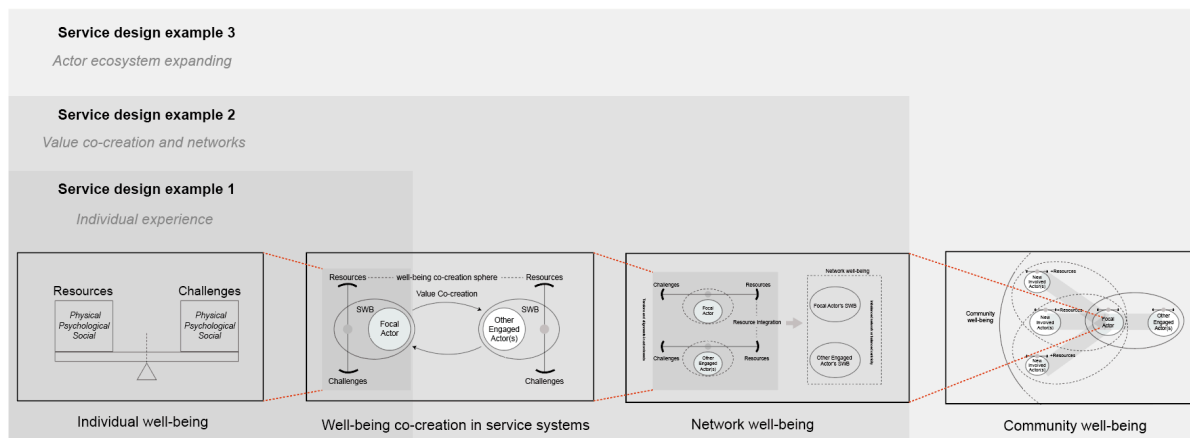 Service design example 3
Actor ecosystem expanding
Service design example 2
Value co-creation and networks
Service design example 1
Individual experience
Resources
Challenges
Physical
Psychological
Social
Physical
Psychological
Social
Individual well-being
Resources
well-being co-creation sphere
Resources
Value Co-creation
SWB
SWB
Focal
Actor
Other
Engaged
Actor(s)
Challenges
Challenges
Well-being co-creation in service systems
Challenges
Resources
Focal
Actor
Resource Integration
Challenges
Resources
Other
Engaged
Actor(s)
Network well-being
Focal Actor's SWB
Other Engaged
Actor's SWB
Network well-being
Community
well-being
New
Involved
Actor(s)
Resources
New
Involved
Actor(s)
Resources
Focal
Actor
Other
Engaged
Actor(s)
New
Involved
Actor(s)
Resources
Community well-being